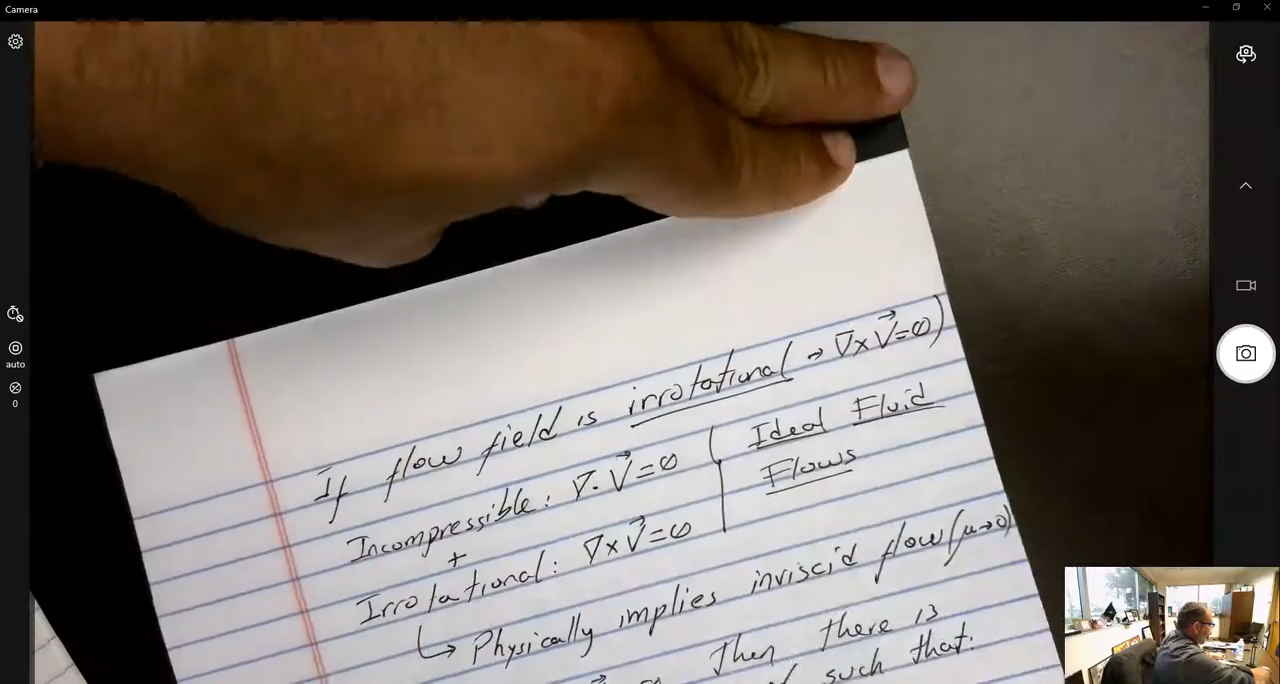 Camera
If flow field is irrotational → ∇×V⃗=0)
Incompressible: ∇·V⃗=0
+
Irrotational: ∇×V⃗=0
Ideal Fluid
Flows
↳ Physically implies inviscid flow (μ→0)
Then there is
such that:
auto
0